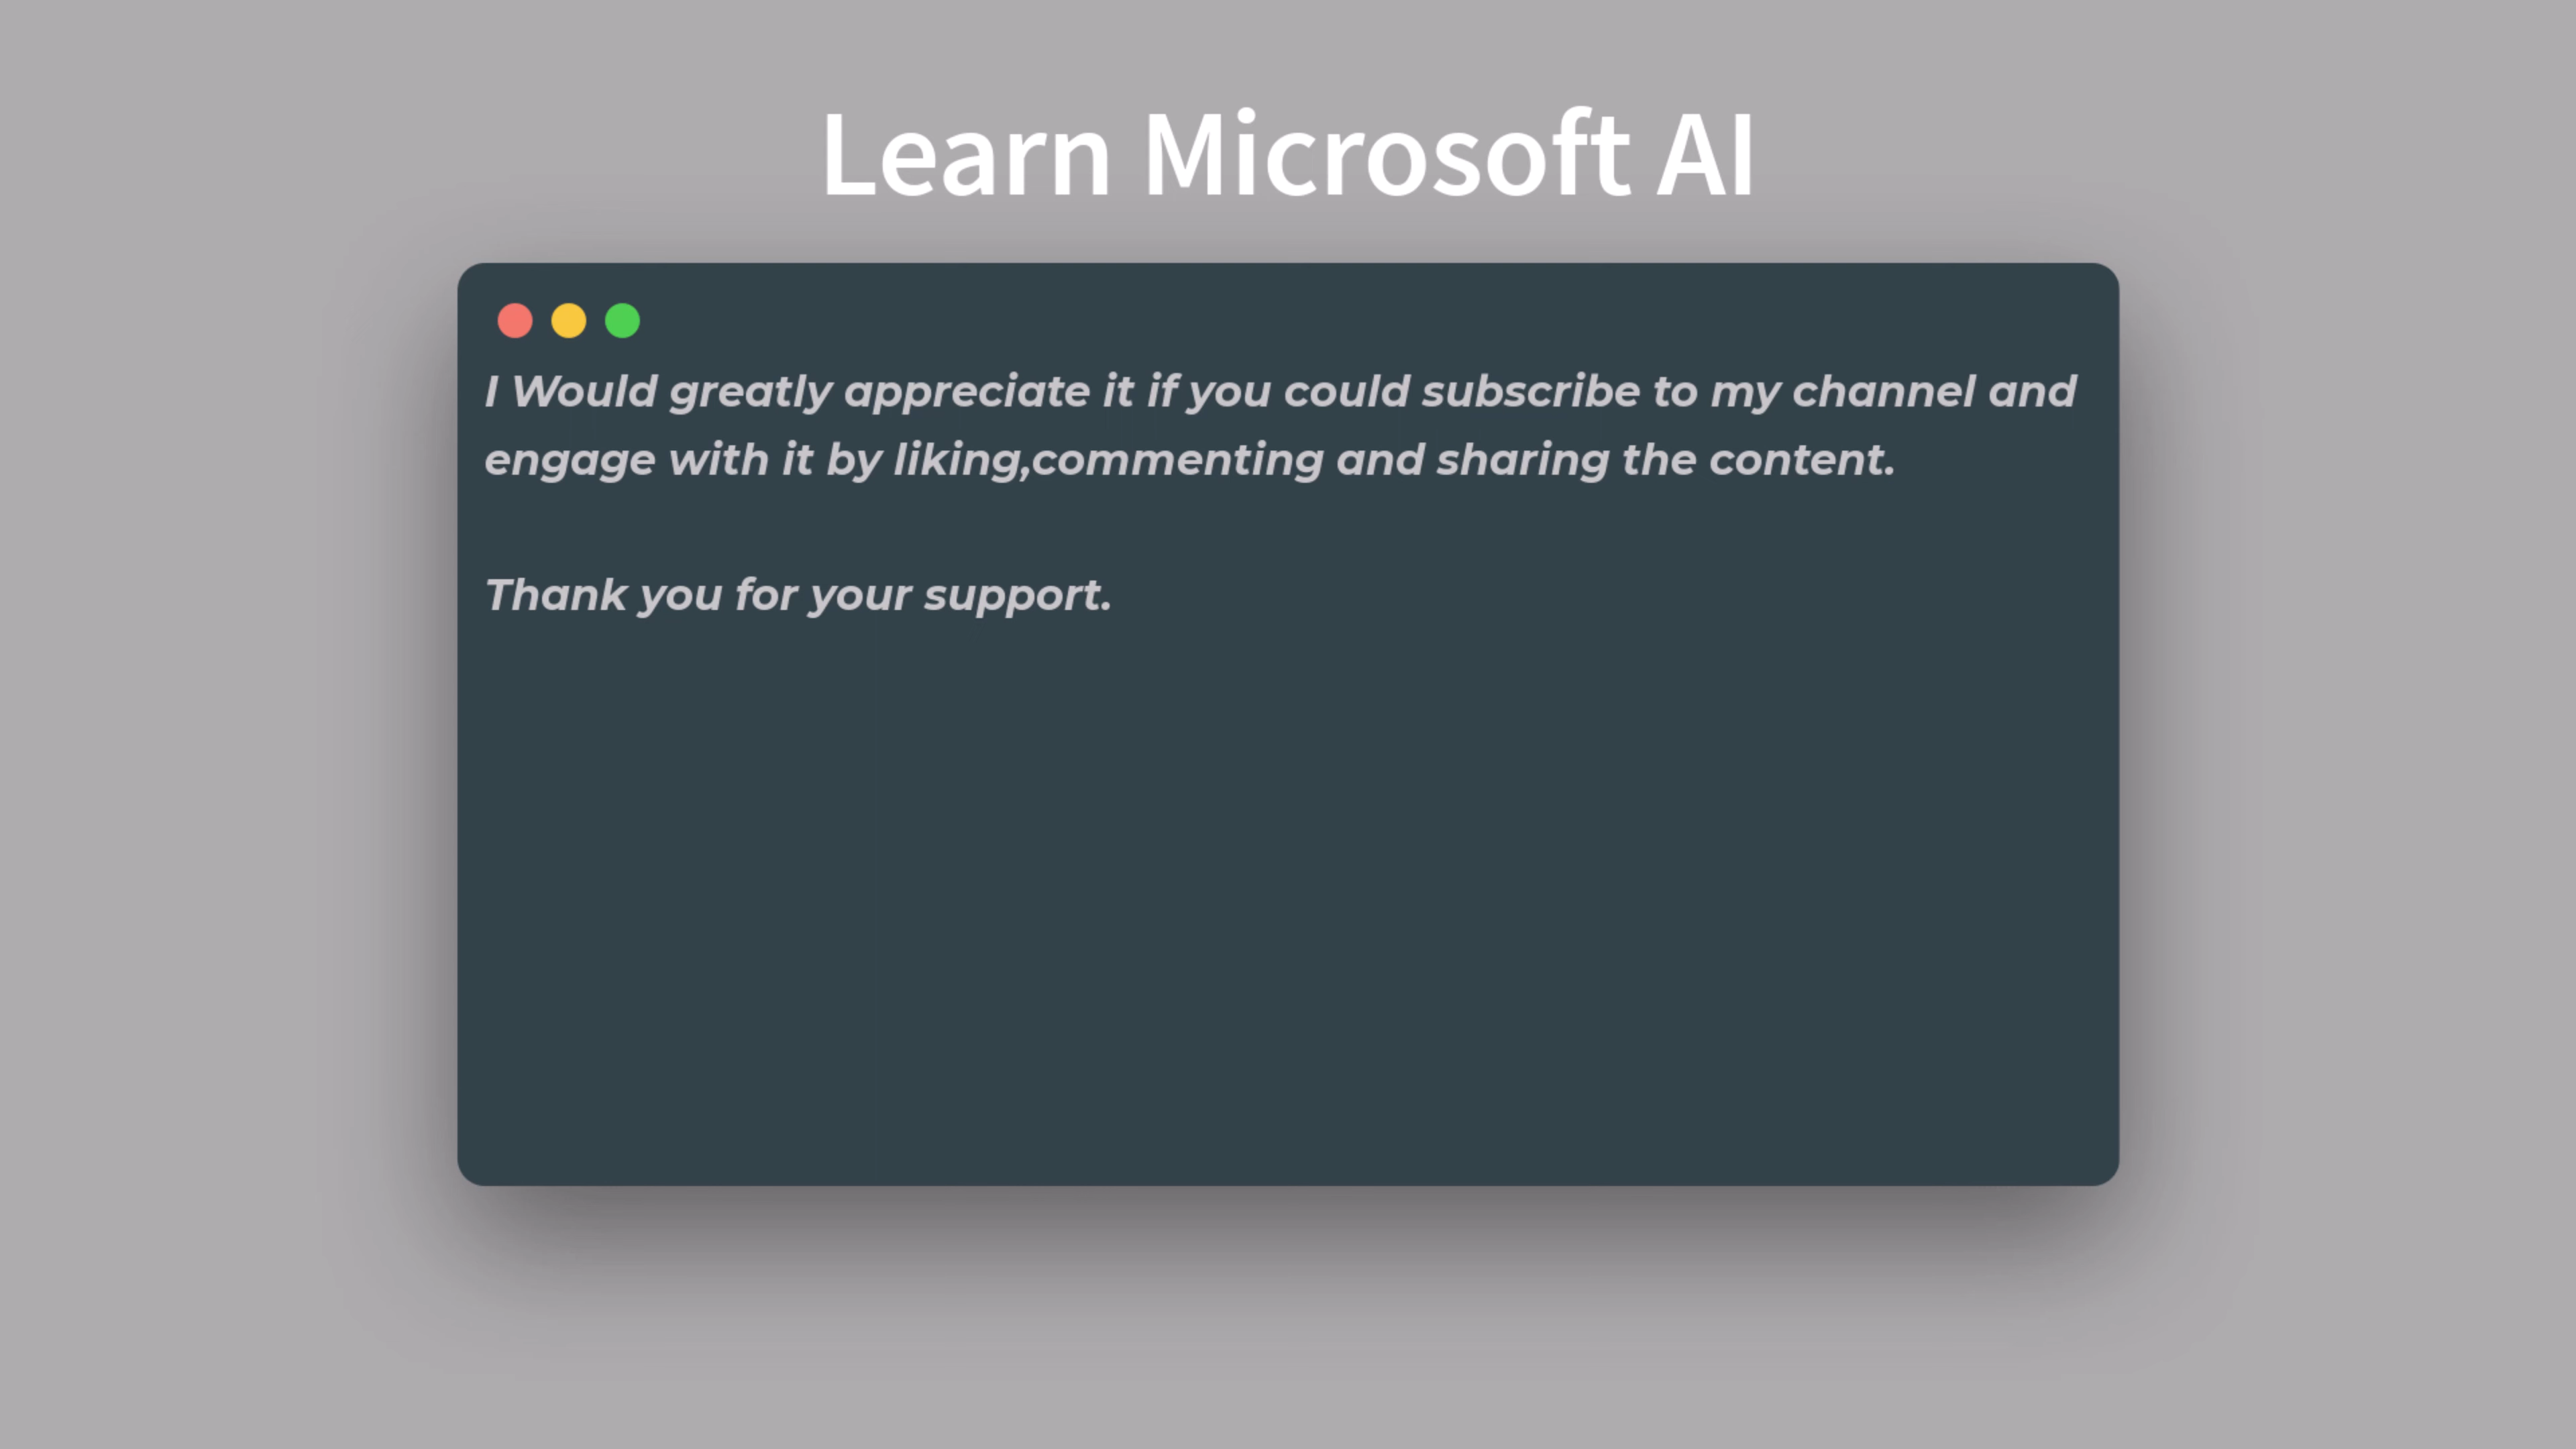 Learn Microsoft AI
I Would greatly appreciate it if you could subscribe to my channel and
engage with it by liking,commenting and sharing the content.
Thank you for your support.